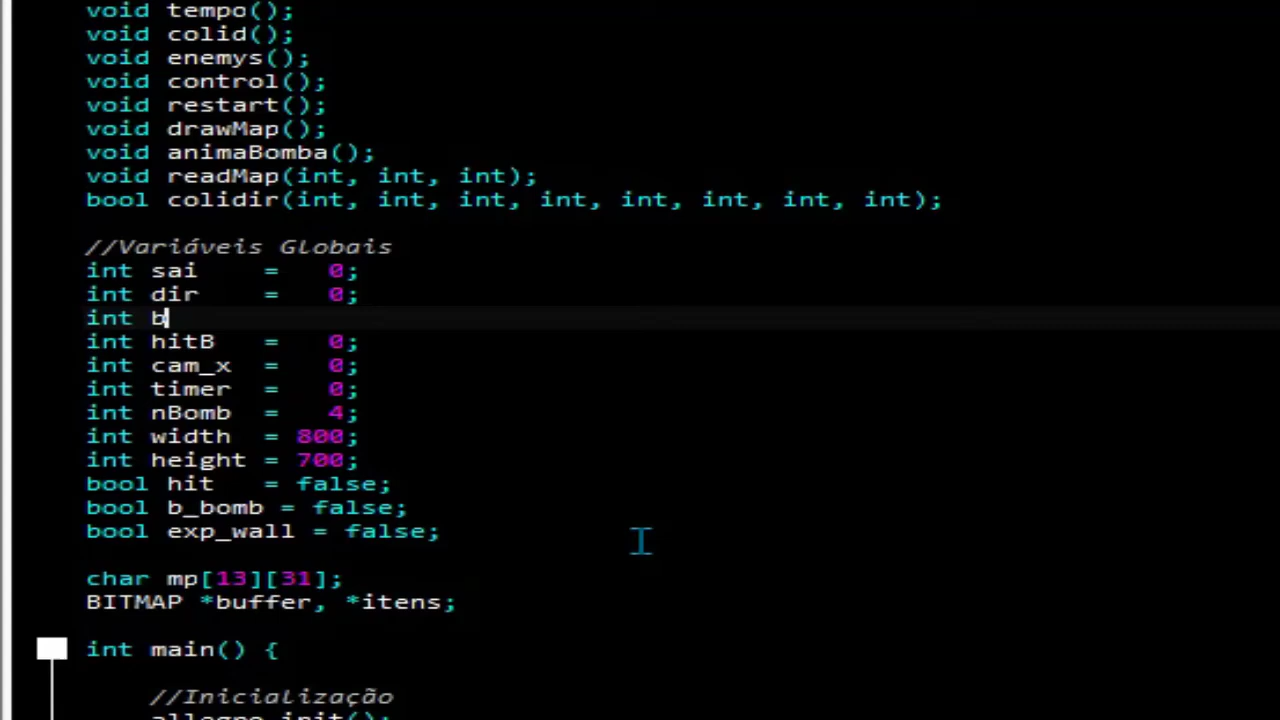 void tempo();
void colid();
void enemys();
void control();
void restart();
void drawMap();
void animaBomba();
void readMap(int, int, int);
bool colidir(int, int, int, int, int, int, int, int);
//Variáveis Globais
int sai    =   0;
int dir    =   0;
int b
int hitB   =   0;
int cam_x  =   0;
int timer  =   0;
int nBomb  =   4;
int width  = 800;
int height = 700;
bool hit   = false;
bool b_bomb = false;
bool exp_wall = false;
char mp[13][31];
BITMAP *buffer, *itens;
int main() {
//Inicialização
allegro_init();